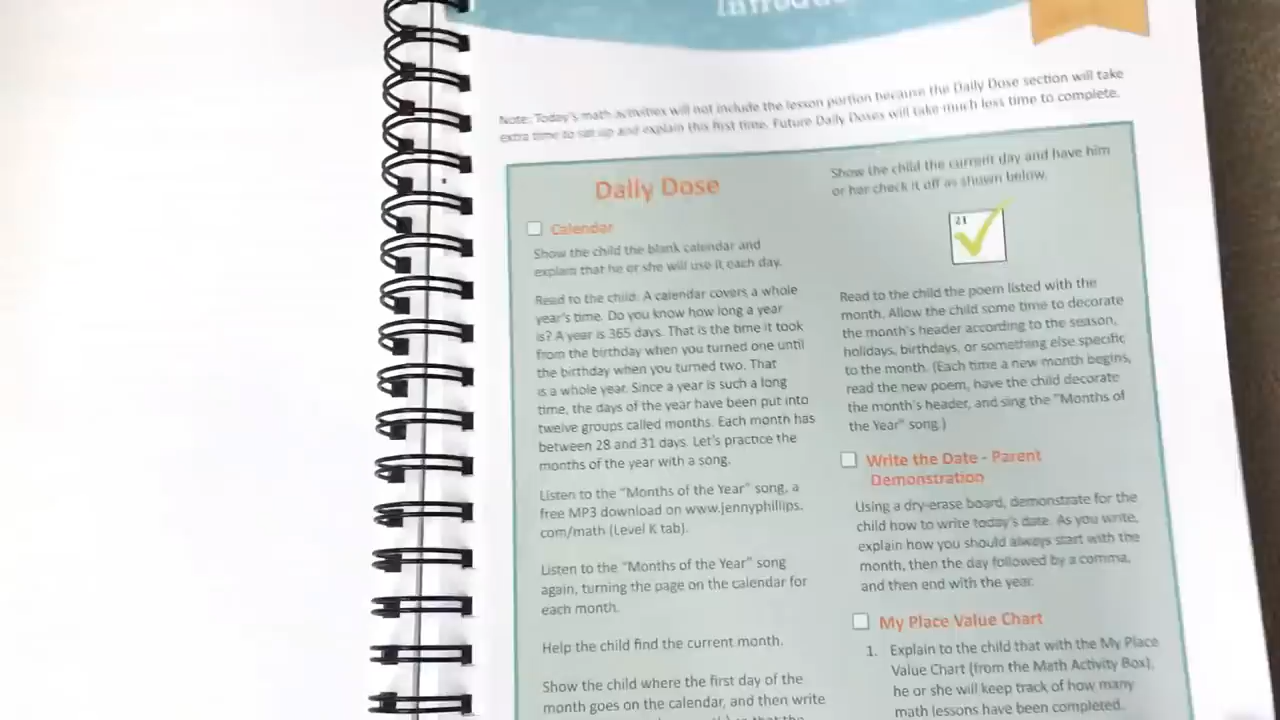 Note: Today's math activities will not include the lesson portion because the Daily Dose section will take
extra time to set up and explain this first time. Future Daily Doses will take much less time to complete.
Daily Dose
Calendar
Show the child the blank calendar and
explain that he or she will use it each day.
Read to the child: A calendar covers a whole
year's time. Do you know how long a year
is? A year is 365 days. That is the time it took
from the birthday when you turned one until
the birthday when you turned two. That
is a whole year. Since a year is such a long
time, the days of the year have been put into
twelve groups called months. Each month has
between 28 and 31 days. Let's practice the
months of the year with a song.
Listen to the "Months of the Year" song, a
free MP3 download on www.jennyphillips.
com/math (Level K tab).
Listen to the "Months of the Year" song
again, turning the page on the calendar for
each month.
Help the child find the current month.
Show the child where the first day of the
month goes on the calendar, and then write
Show the child the current day and have him
or her check it off as shown below.
21
Read to the child the poem listed with the
month. Allow the child some time to decorate
the month's header according to the season,
holidays, birthdays, or something else specific
to the month. (Each time a new month begins,
read the new poem, have the child decorate
the month's header, and sing the "Months of
the Year" song.)
Write the Date - Parent
Demonstration
Using a dry-erase board, demonstrate for the
child how to write today's date. As you write,
explain how you should always start with the
month, then the day followed by a comma,
and then end with the year.
My Place Value Chart
1. Explain to the child that with the My Place
Value Chart (from the Math Activity Box),
he or she will keep track of how many
math lessons have been completed.